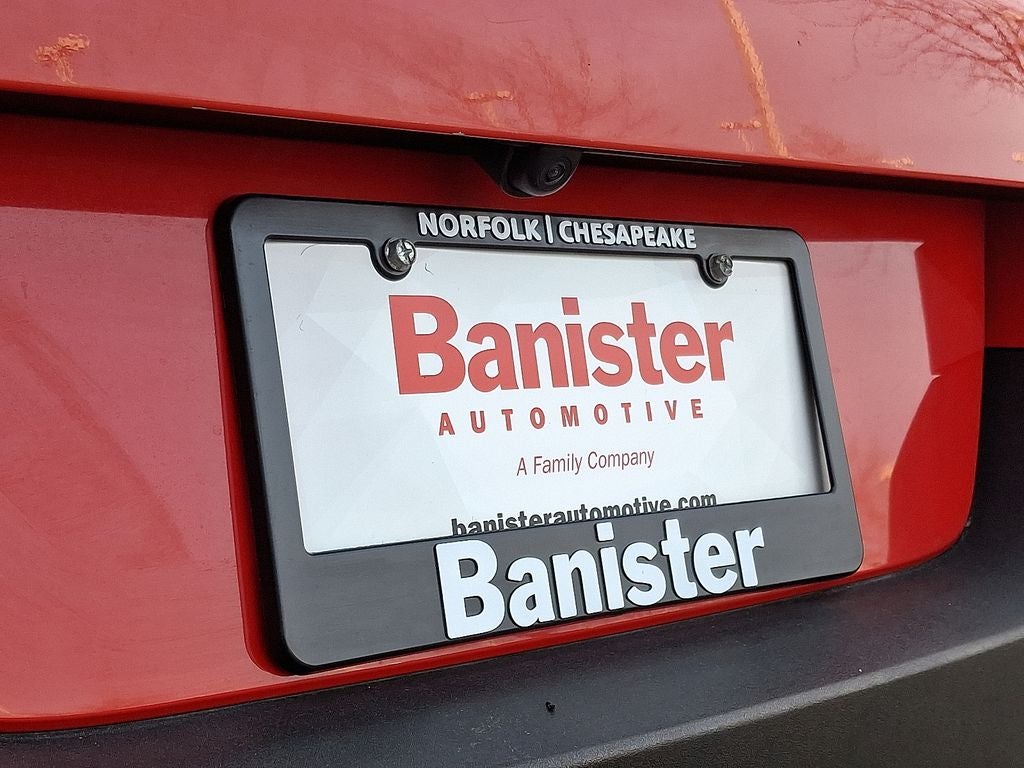 NORFOLK | CHESAPEAKE
Banister
AUTOMOTIVE
A Family Company
banisterautomotive.com
Banister